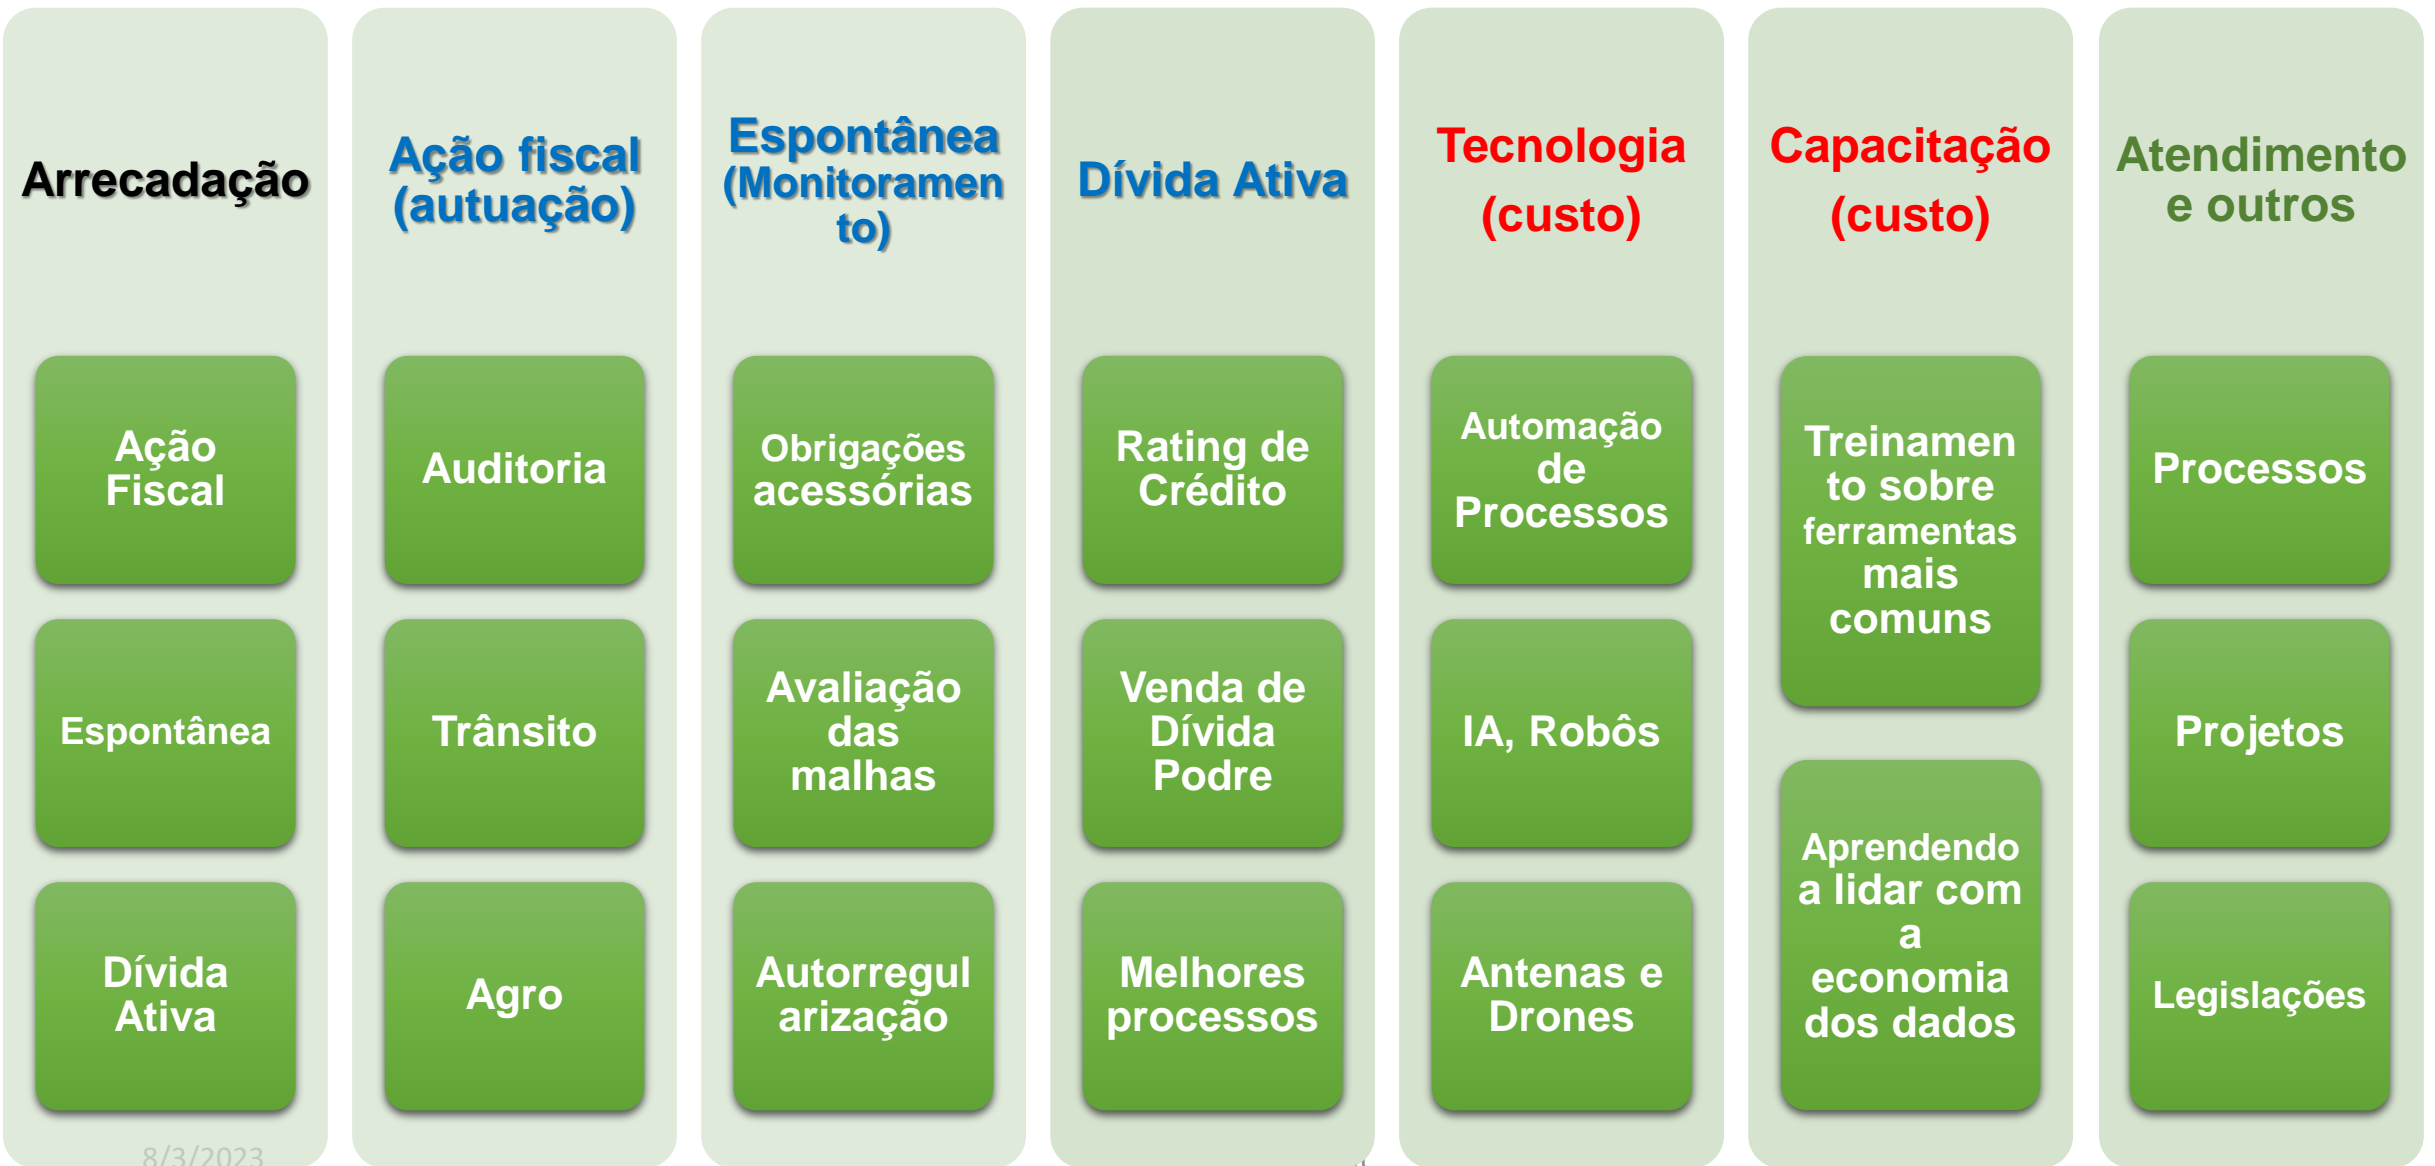 Arrecadação
Ação
Fiscal
Espontânea
Dívida
Ativa
Ação fiscal
(autuação)
Auditoria
Trânsito
Agro
Espontânea
(Monitoramen
to)
Obrigações
acessórias
Avaliação
das
malhas
Autorregul
arização
Dívida Ativa
Rating de
Crédito
Venda de
Dívida
Podre
Melhores
processos
Tecnologia
(custo)
Automação
de
Processos
IA, Robôs
Antenas e
Drones
Capacitação
(custo)
Treinamen
to sobre
ferramentas
mais
comuns
Aprendendo
a lidar com
a
economia
dos dados
Atendimento
e outros
Processos
Projetos
Legislações
8/3/2023